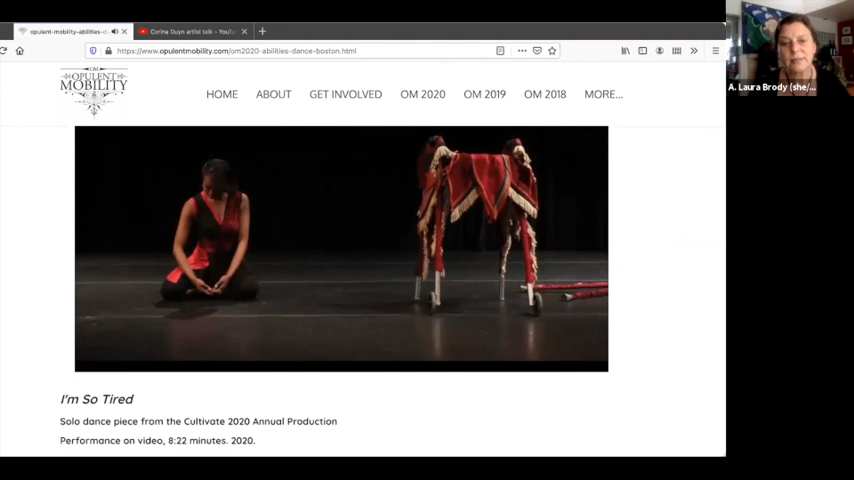 opulent-mobility-abilities-d
Corina Duyn artist talk - YouTu
https://www.opulentmobility.com/om2020-abilities-dance-boston.html
OM
OPULENT
MOBILITY
HOME ABOUT GET INVOLVED OM 2020 OM 2019 OM 2018 MORE...
A. Laura Brody (she/...
I'm So Tired
Solo dance piece from the Cultivate 2020 Annual Production
Performance on video, 8:22 minutes. 2020.